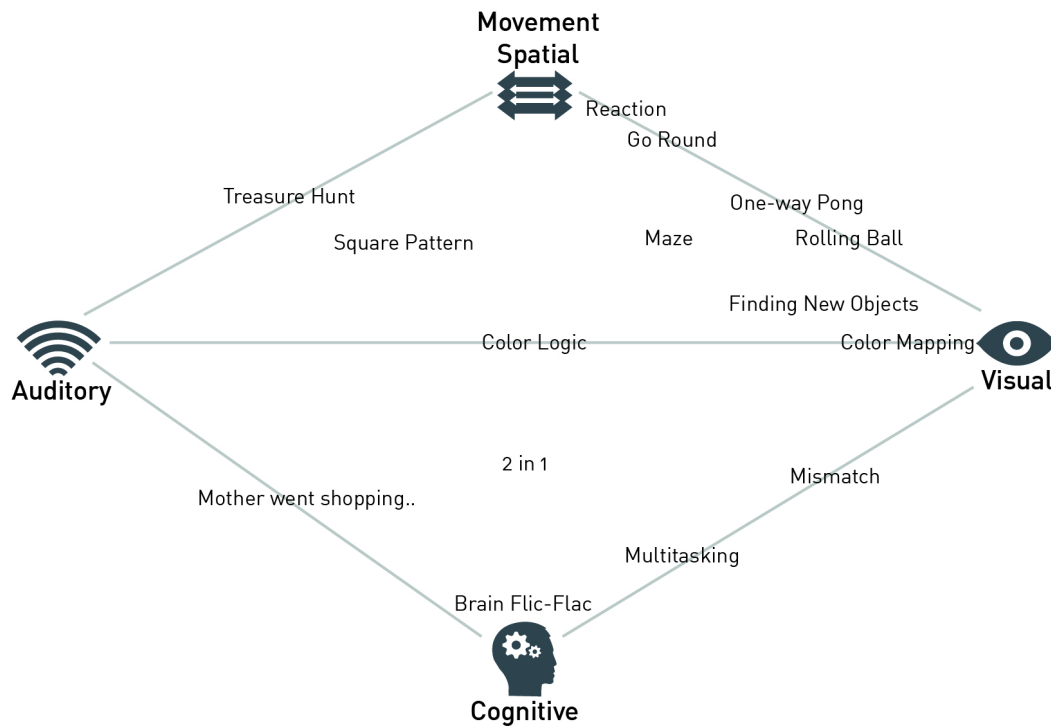 Movement
Spatial
Reaction
Go Round
Treasure Hunt
One-way Pong
Square Pattern
Maze
Rolling Ball
Finding New Objects
Color Logic
Color Mapping
Auditory
Visual
2 in 1
Mismatch
Mother went shopping..
Multitasking
Brain Flic-Flac
Cognitive